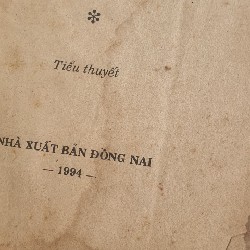 *
Tiểu thuyết
NHÀ XUẤT BẢN ĐỒNG NAI
— 1994 —